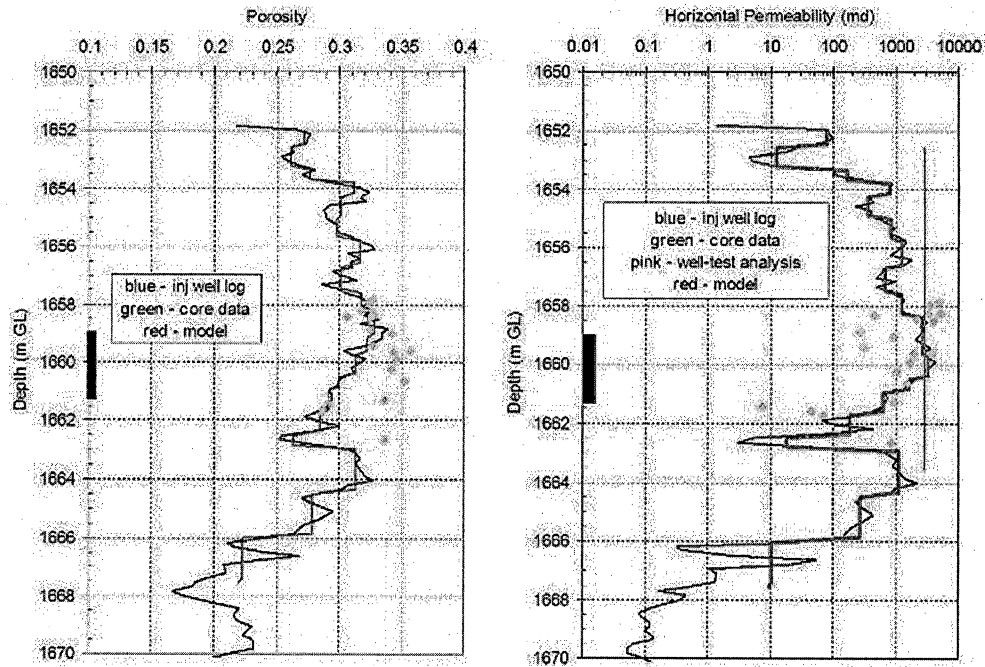 Porosity
0.1 0.15 0.2 0.25 0.3 0.35 0.4
1650
1652
1654
1656
1658
1660
1662
1664
1666
1668
1670
Depth (m GL)
blue - inj well log
green - core data
red - model
Horizontal Permeability (md)
0.01 0.1 1 10 100 1000 10000
1650
1652
1654
1656
1658
1660
1662
1664
1666
1668
1670
Depth (m GL)
blue - inj well log
green - core data
pink - well-test analysis
red - model